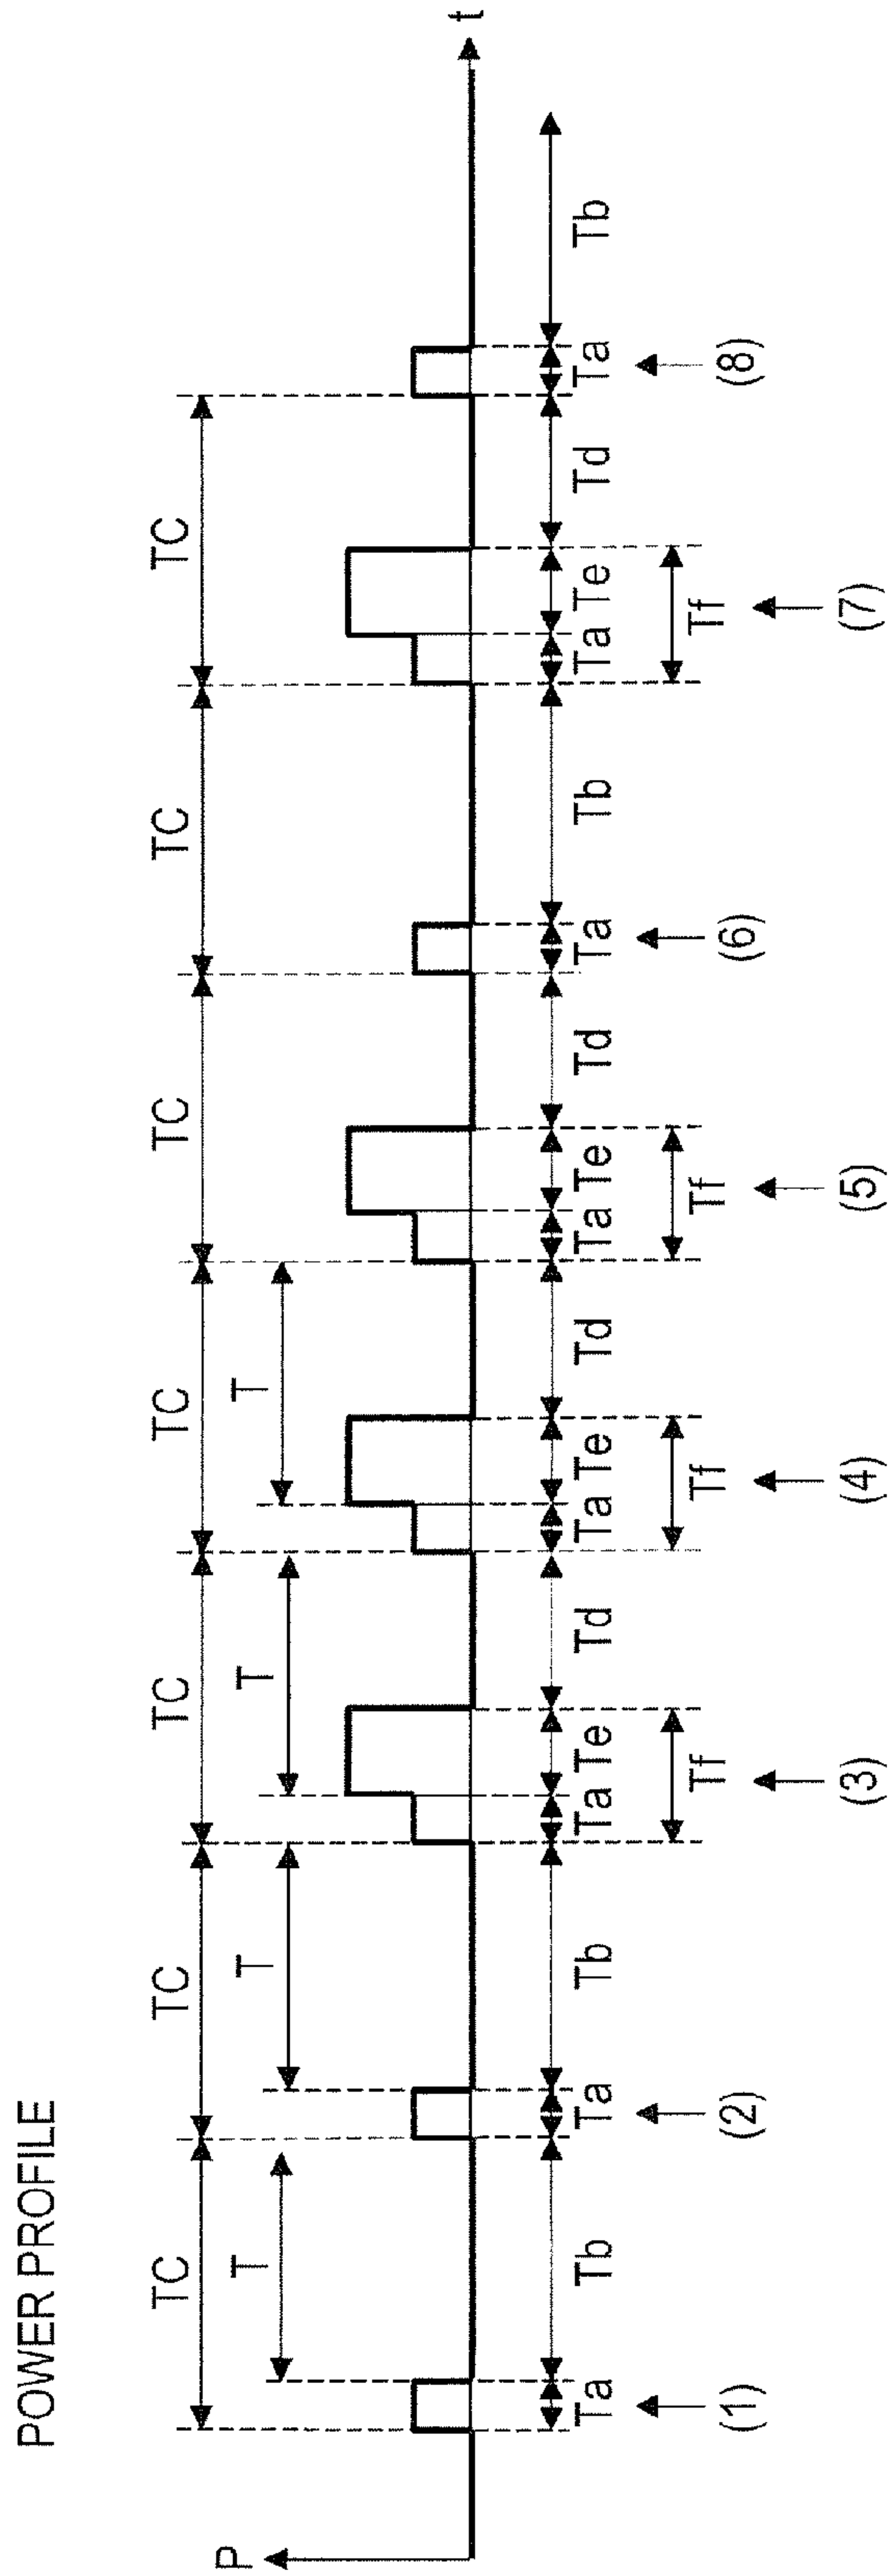 POWER PROFILE
TC TC TC TC TC TC TC
T T T T
P
t
Ta Tb Ta Tb Ta Te Td Ta Te Td Ta Te Td Ta Tb Ta Te Td Ta Tb
Tf Tf Tf Tf
(1) (2) (6) (8)
(3) (4) (5) (7)